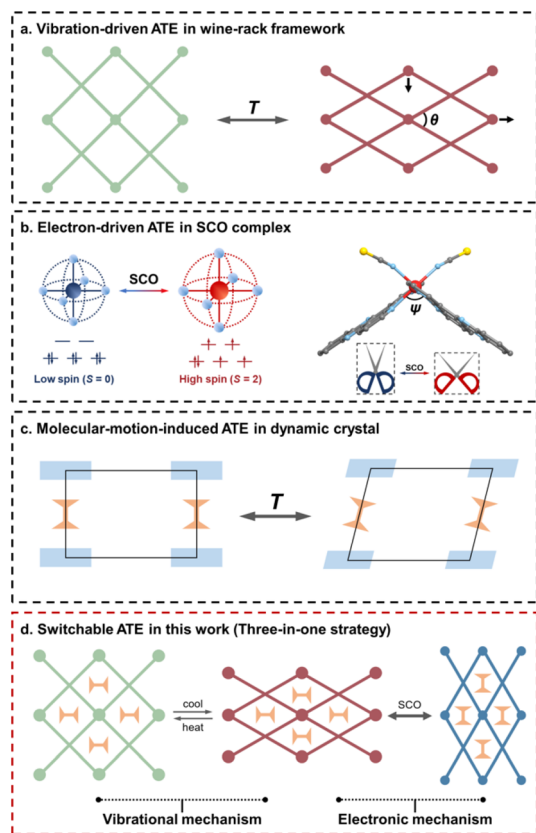 a. Vibration-driven ATE in wine-rack framework
T
θ
b. Electron-driven ATE in SCO complex
SCO
Low spin (S = 0)
High spin (S = 2)
ψ
SCO
c. Molecular-motion-induced ATE in dynamic crystal
T
d. Switchable ATE in this work (Three-in-one strategy)
cool
heat
SCO
Vibrational mechanism
Electronic mechanism